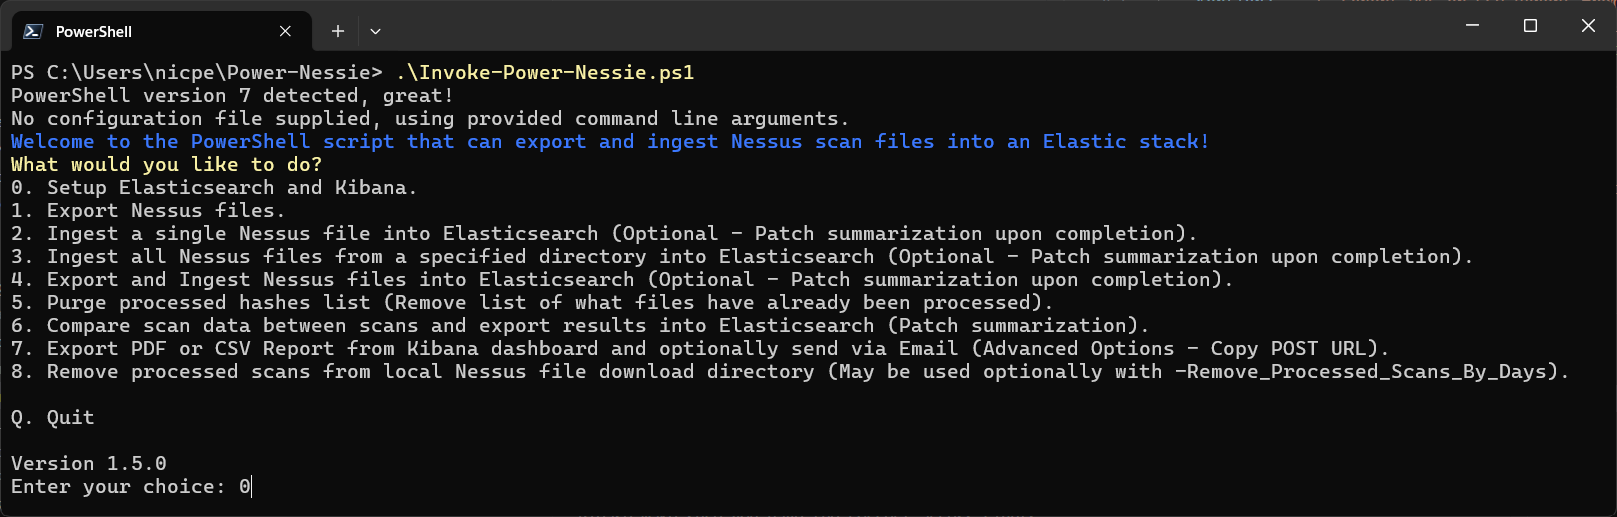 PowerShell
PS C:\Users\nicpe\Power-Nessie> .\Invoke-Power-Nessie.ps1
PowerShell version 7 detected, great!
No configuration file supplied, using provided command line arguments.
Welcome to the PowerShell script that can export and ingest Nessus scan files into an Elastic stack!
What would you like to do?
0. Setup Elasticsearch and Kibana.
1. Export Nessus files.
2. Ingest a single Nessus file into Elasticsearch (Optional - Patch summarization upon completion).
3. Ingest all Nessus files from a specified directory into Elasticsearch (Optional - Patch summarization upon completion).
4. Export and Ingest Nessus files into Elasticsearch (Optional - Patch summarization upon completion).
5. Purge processed hashes list (Remove list of what files have already been processed).
6. Compare scan data between scans and export results into Elasticsearch (Patch summarization).
7. Export PDF or CSV Report from Kibana dashboard and optionally send via Email (Advanced Options - Copy POST URL).
8. Remove processed scans from local Nessus file download directory (May be used optionally with -Remove_Processed_Scans_By_Days).
Q. Quit
Version 1.5.0
Enter your choice: 0